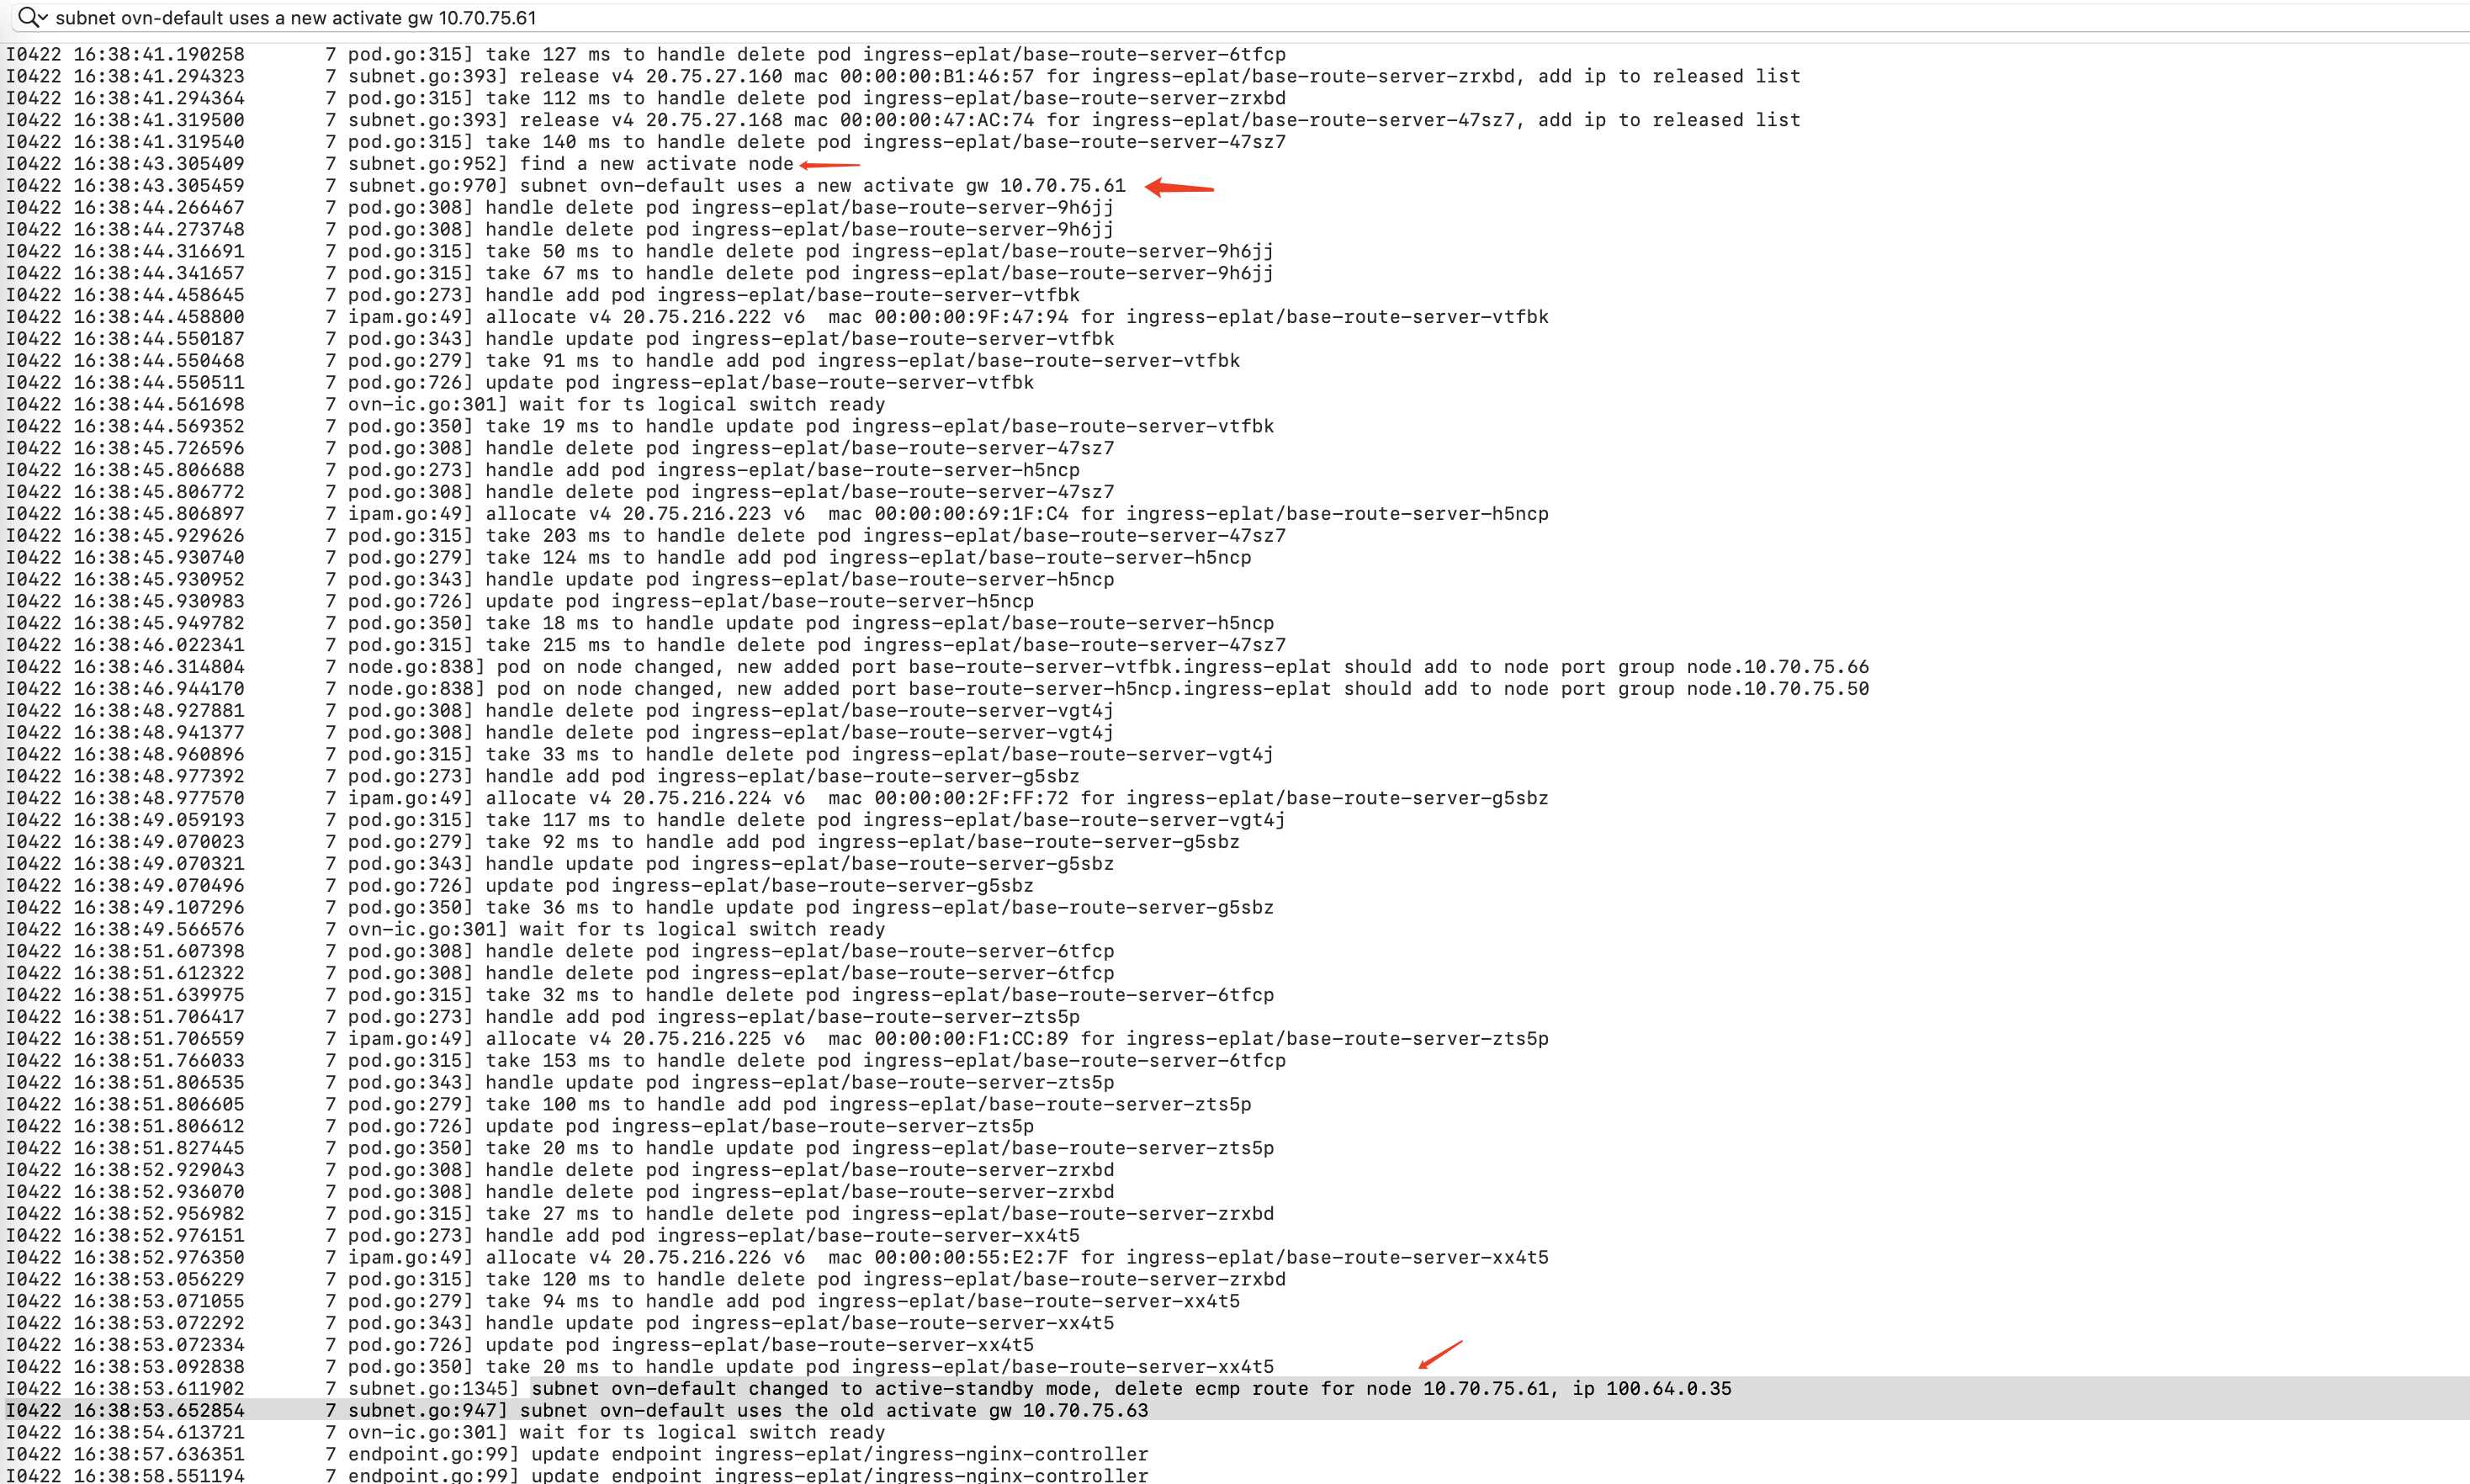 subnet ovn-default uses a new activate gw 10.70.75.61
I0422 16:38:41.190258 7 pod.go:315] take 127 ms to handle delete pod ingress-eplat/base-route-server-6tfcp
I0422 16:38:41.294323 7 subnet.go:393] release v4 20.75.27.160 mac 00:00:00:B1:46:57 for ingress-eplat/base-route-server-zrxbd, add ip to released list
I0422 16:38:41.294364 7 pod.go:315] take 112 ms to handle delete pod ingress-eplat/base-route-server-zrxbd
I0422 16:38:41.319500 7 subnet.go:393] release v4 20.75.27.168 mac 00:00:00:47:AC:74 for ingress-eplat/base-route-server-47sz7, add ip to released list
I0422 16:38:41.319540 7 pod.go:315] take 140 ms to handle delete pod ingress-eplat/base-route-server-47sz7
I0422 16:38:43.305409 7 subnet.go:952] find a new activate node
I0422 16:38:43.305459 7 subnet.go:970] subnet ovn-default uses a new activate gw 10.70.75.61
I0422 16:38:44.266467 7 pod.go:308] handle delete pod ingress-eplat/base-route-server-9h6jj
I0422 16:38:44.273748 7 pod.go:308] handle delete pod ingress-eplat/base-route-server-9h6jj
I0422 16:38:44.316691 7 pod.go:315] take 50 ms to handle delete pod ingress-eplat/base-route-server-9h6jj
I0422 16:38:44.341657 7 pod.go:315] take 67 ms to handle delete pod ingress-eplat/base-route-server-9h6jj
I0422 16:38:44.458645 7 pod.go:273] handle add pod ingress-eplat/base-route-server-vtfbk
I0422 16:38:44.458800 7 ipam.go:49] allocate v4 20.75.216.222 v6  mac 00:00:00:9F:47:94 for ingress-eplat/base-route-server-vtfbk
I0422 16:38:44.550187 7 pod.go:343] handle update pod ingress-eplat/base-route-server-vtfbk
I0422 16:38:44.550468 7 pod.go:279] take 91 ms to handle add pod ingress-eplat/base-route-server-vtfbk
I0422 16:38:44.550511 7 pod.go:726] update pod ingress-eplat/base-route-server-vtfbk
I0422 16:38:44.561698 7 ovn-ic.go:301] wait for ts logical switch ready
I0422 16:38:44.569352 7 pod.go:350] take 19 ms to handle update pod ingress-eplat/base-route-server-vtfbk
I0422 16:38:45.726596 7 pod.go:308] handle delete pod ingress-eplat/base-route-server-47sz7
I0422 16:38:45.806688 7 pod.go:273] handle add pod ingress-eplat/base-route-server-h5ncp
I0422 16:38:45.806772 7 pod.go:308] handle delete pod ingress-eplat/base-route-server-47sz7
I0422 16:38:45.806897 7 ipam.go:49] allocate v4 20.75.216.223 v6  mac 00:00:00:69:1F:C4 for ingress-eplat/base-route-server-h5ncp
I0422 16:38:45.929626 7 pod.go:315] take 203 ms to handle delete pod ingress-eplat/base-route-server-47sz7
I0422 16:38:45.930740 7 pod.go:279] take 124 ms to handle add pod ingress-eplat/base-route-server-h5ncp
I0422 16:38:45.930952 7 pod.go:343] handle update pod ingress-eplat/base-route-server-h5ncp
I0422 16:38:45.930983 7 pod.go:726] update pod ingress-eplat/base-route-server-h5ncp
I0422 16:38:45.949782 7 pod.go:350] take 18 ms to handle update pod ingress-eplat/base-route-server-h5ncp
I0422 16:38:46.022341 7 pod.go:315] take 215 ms to handle delete pod ingress-eplat/base-route-server-47sz7
I0422 16:38:46.314804 7 node.go:838] pod on node changed, new added port base-route-server-vtfbk.ingress-eplat should add to node port group node.10.70.75.66
I0422 16:38:46.944170 7 node.go:838] pod on node changed, new added port base-route-server-h5ncp.ingress-eplat should add to node port group node.10.70.75.50
I0422 16:38:48.927881 7 pod.go:308] handle delete pod ingress-eplat/base-route-server-vgt4j
I0422 16:38:48.941377 7 pod.go:308] handle delete pod ingress-eplat/base-route-server-vgt4j
I0422 16:38:48.960896 7 pod.go:315] take 33 ms to handle delete pod ingress-eplat/base-route-server-vgt4j
I0422 16:38:48.977392 7 pod.go:273] handle add pod ingress-eplat/base-route-server-g5sbz
I0422 16:38:48.977570 7 ipam.go:49] allocate v4 20.75.216.224 v6  mac 00:00:00:2F:FF:72 for ingress-eplat/base-route-server-g5sbz
I0422 16:38:49.059193 7 pod.go:315] take 117 ms to handle delete pod ingress-eplat/base-route-server-vgt4j
I0422 16:38:49.070023 7 pod.go:279] take 92 ms to handle add pod ingress-eplat/base-route-server-g5sbz
I0422 16:38:49.070321 7 pod.go:343] handle update pod ingress-eplat/base-route-server-g5sbz
I0422 16:38:49.070496 7 pod.go:726] update pod ingress-eplat/base-route-server-g5sbz
I0422 16:38:49.107296 7 pod.go:350] take 36 ms to handle update pod ingress-eplat/base-route-server-g5sbz
I0422 16:38:49.566576 7 ovn-ic.go:301] wait for ts logical switch ready
I0422 16:38:51.607398 7 pod.go:308] handle delete pod ingress-eplat/base-route-server-6tfcp
I0422 16:38:51.612322 7 pod.go:308] handle delete pod ingress-eplat/base-route-server-6tfcp
I0422 16:38:51.639975 7 pod.go:315] take 32 ms to handle delete pod ingress-eplat/base-route-server-6tfcp
I0422 16:38:51.706417 7 pod.go:273] handle add pod ingress-eplat/base-route-server-zts5p
I0422 16:38:51.706559 7 ipam.go:49] allocate v4 20.75.216.225 v6  mac 00:00:00:F1:CC:89 for ingress-eplat/base-route-server-zts5p
I0422 16:38:51.766033 7 pod.go:315] take 153 ms to handle delete pod ingress-eplat/base-route-server-6tfcp
I0422 16:38:51.806535 7 pod.go:343] handle update pod ingress-eplat/base-route-server-zts5p
I0422 16:38:51.806605 7 pod.go:279] take 100 ms to handle add pod ingress-eplat/base-route-server-zts5p
I0422 16:38:51.806612 7 pod.go:726] update pod ingress-eplat/base-route-server-zts5p
I0422 16:38:51.827445 7 pod.go:350] take 20 ms to handle update pod ingress-eplat/base-route-server-zts5p
I0422 16:38:52.929043 7 pod.go:308] handle delete pod ingress-eplat/base-route-server-zrxbd
I0422 16:38:52.936070 7 pod.go:308] handle delete pod ingress-eplat/base-route-server-zrxbd
I0422 16:38:52.956982 7 pod.go:315] take 27 ms to handle delete pod ingress-eplat/base-route-server-zrxbd
I0422 16:38:52.976151 7 pod.go:273] handle add pod ingress-eplat/base-route-server-xx4t5
I0422 16:38:52.976350 7 ipam.go:49] allocate v4 20.75.216.226 v6  mac 00:00:00:55:E2:7F for ingress-eplat/base-route-server-xx4t5
I0422 16:38:53.056229 7 pod.go:315] take 120 ms to handle delete pod ingress-eplat/base-route-server-zrxbd
I0422 16:38:53.071055 7 pod.go:279] take 94 ms to handle add pod ingress-eplat/base-route-server-xx4t5
I0422 16:38:53.072292 7 pod.go:343] handle update pod ingress-eplat/base-route-server-xx4t5
I0422 16:38:53.072334 7 pod.go:726] update pod ingress-eplat/base-route-server-xx4t5
I0422 16:38:53.092838 7 pod.go:350] take 20 ms to handle update pod ingress-eplat/base-route-server-xx4t5
I0422 16:38:53.611902 7 subnet.go:1345] subnet ovn-default changed to active-standby mode, delete ecmp route for node 10.70.75.61, ip 100.64.0.35
I0422 16:38:53.652854 7 subnet.go:947] subnet ovn-default uses the old activate gw 10.70.75.63
I0422 16:38:54.613721 7 ovn-ic.go:301] wait for ts logical switch ready
I0422 16:38:57.636351 7 endpoint.go:99] update endpoint ingress-eplat/ingress-nginx-controller
I0422 16:38:58.551194 7 endpoint.go:99] update endpoint ingress-eplat/ingress-nginx-controller